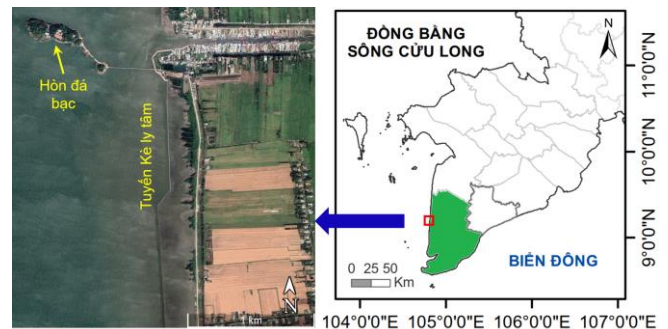 Hòn đá
bạc
Tuyến Kè ly tâm
1 km
ĐỒNG BẰNG
SÔNG CỬU LONG
N
11°0'0"N
10°0'0"N
9°0'0"N
BIỂN ĐÔNG
0 25 50
Km
104°0'0"E 105°0'0"E 106°0'0"E 107°0'0"E